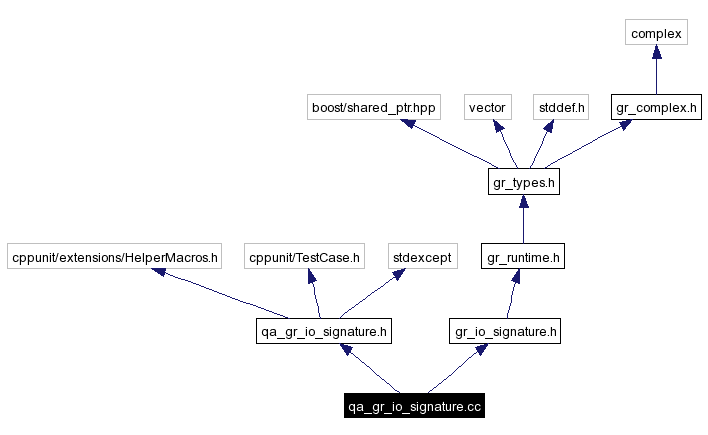 complex
boost/shared_ptr.hpp
vector
stddef.h
gr_complex.h
gr_types.h
cppunit/extensions/HelperMacros.h
cppunit/TestCase.h
stdexcept
gr_runtime.h
qa_gr_io_signature.h
gr_io_signature.h
qa_gr_io_signature.cc